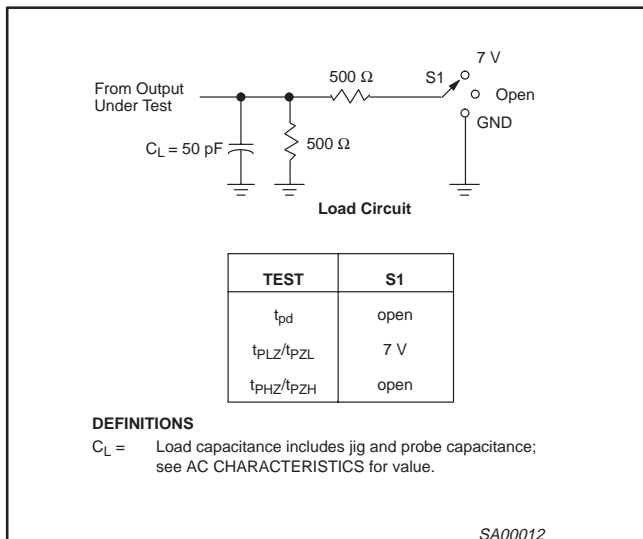 7 V
500 Ω
S1
From Output
Under Test
Open
GND
C_L = 50 pF
500 Ω
Load Circuit
TEST S1
t_pd open
t_PLZ/t_PZL 7 V
t_PHZ/t_PZH open
DEFINITIONS
C_L = Load capacitance includes jig and probe capacitance;
see AC CHARACTERISTICS for value.
SA00012